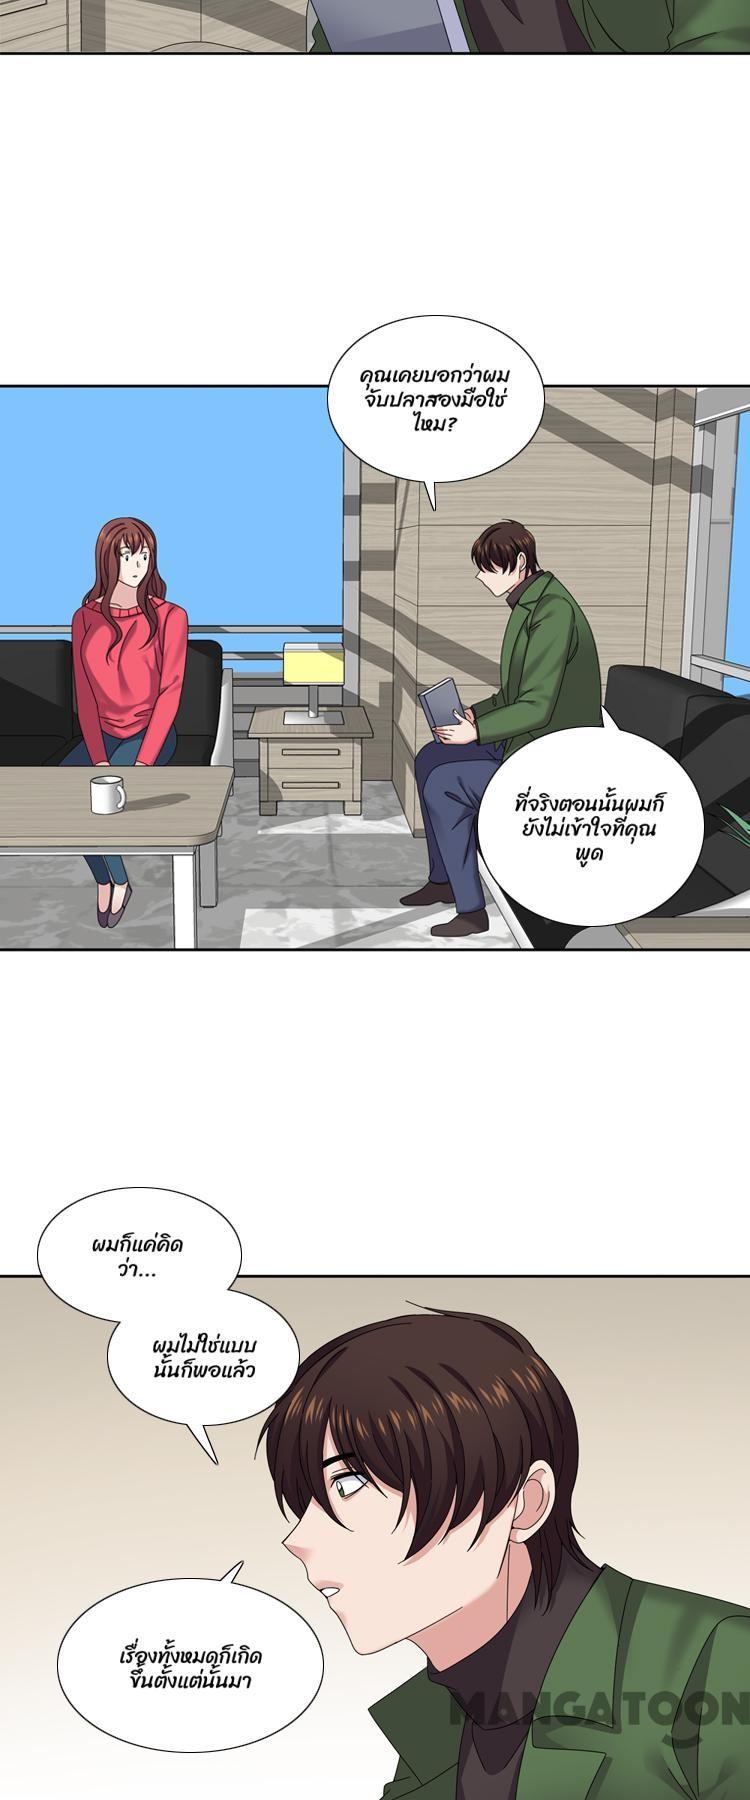 คุณเคยบอกว่าผม
จับปลาสองมือใช่
ไหม?
ที่จริงตอนนั้นผมก็
ยังไม่เข้าใจที่คุณ
พูด
ผมก็แค่คิด
ว่า...
ผมไม่ใช่แบบ
นั้นก็พอแล้ว
เรื่องทั้งหมดก็เกิด
ขึ้นตั้งแต่นั้นมา
MANGATOON